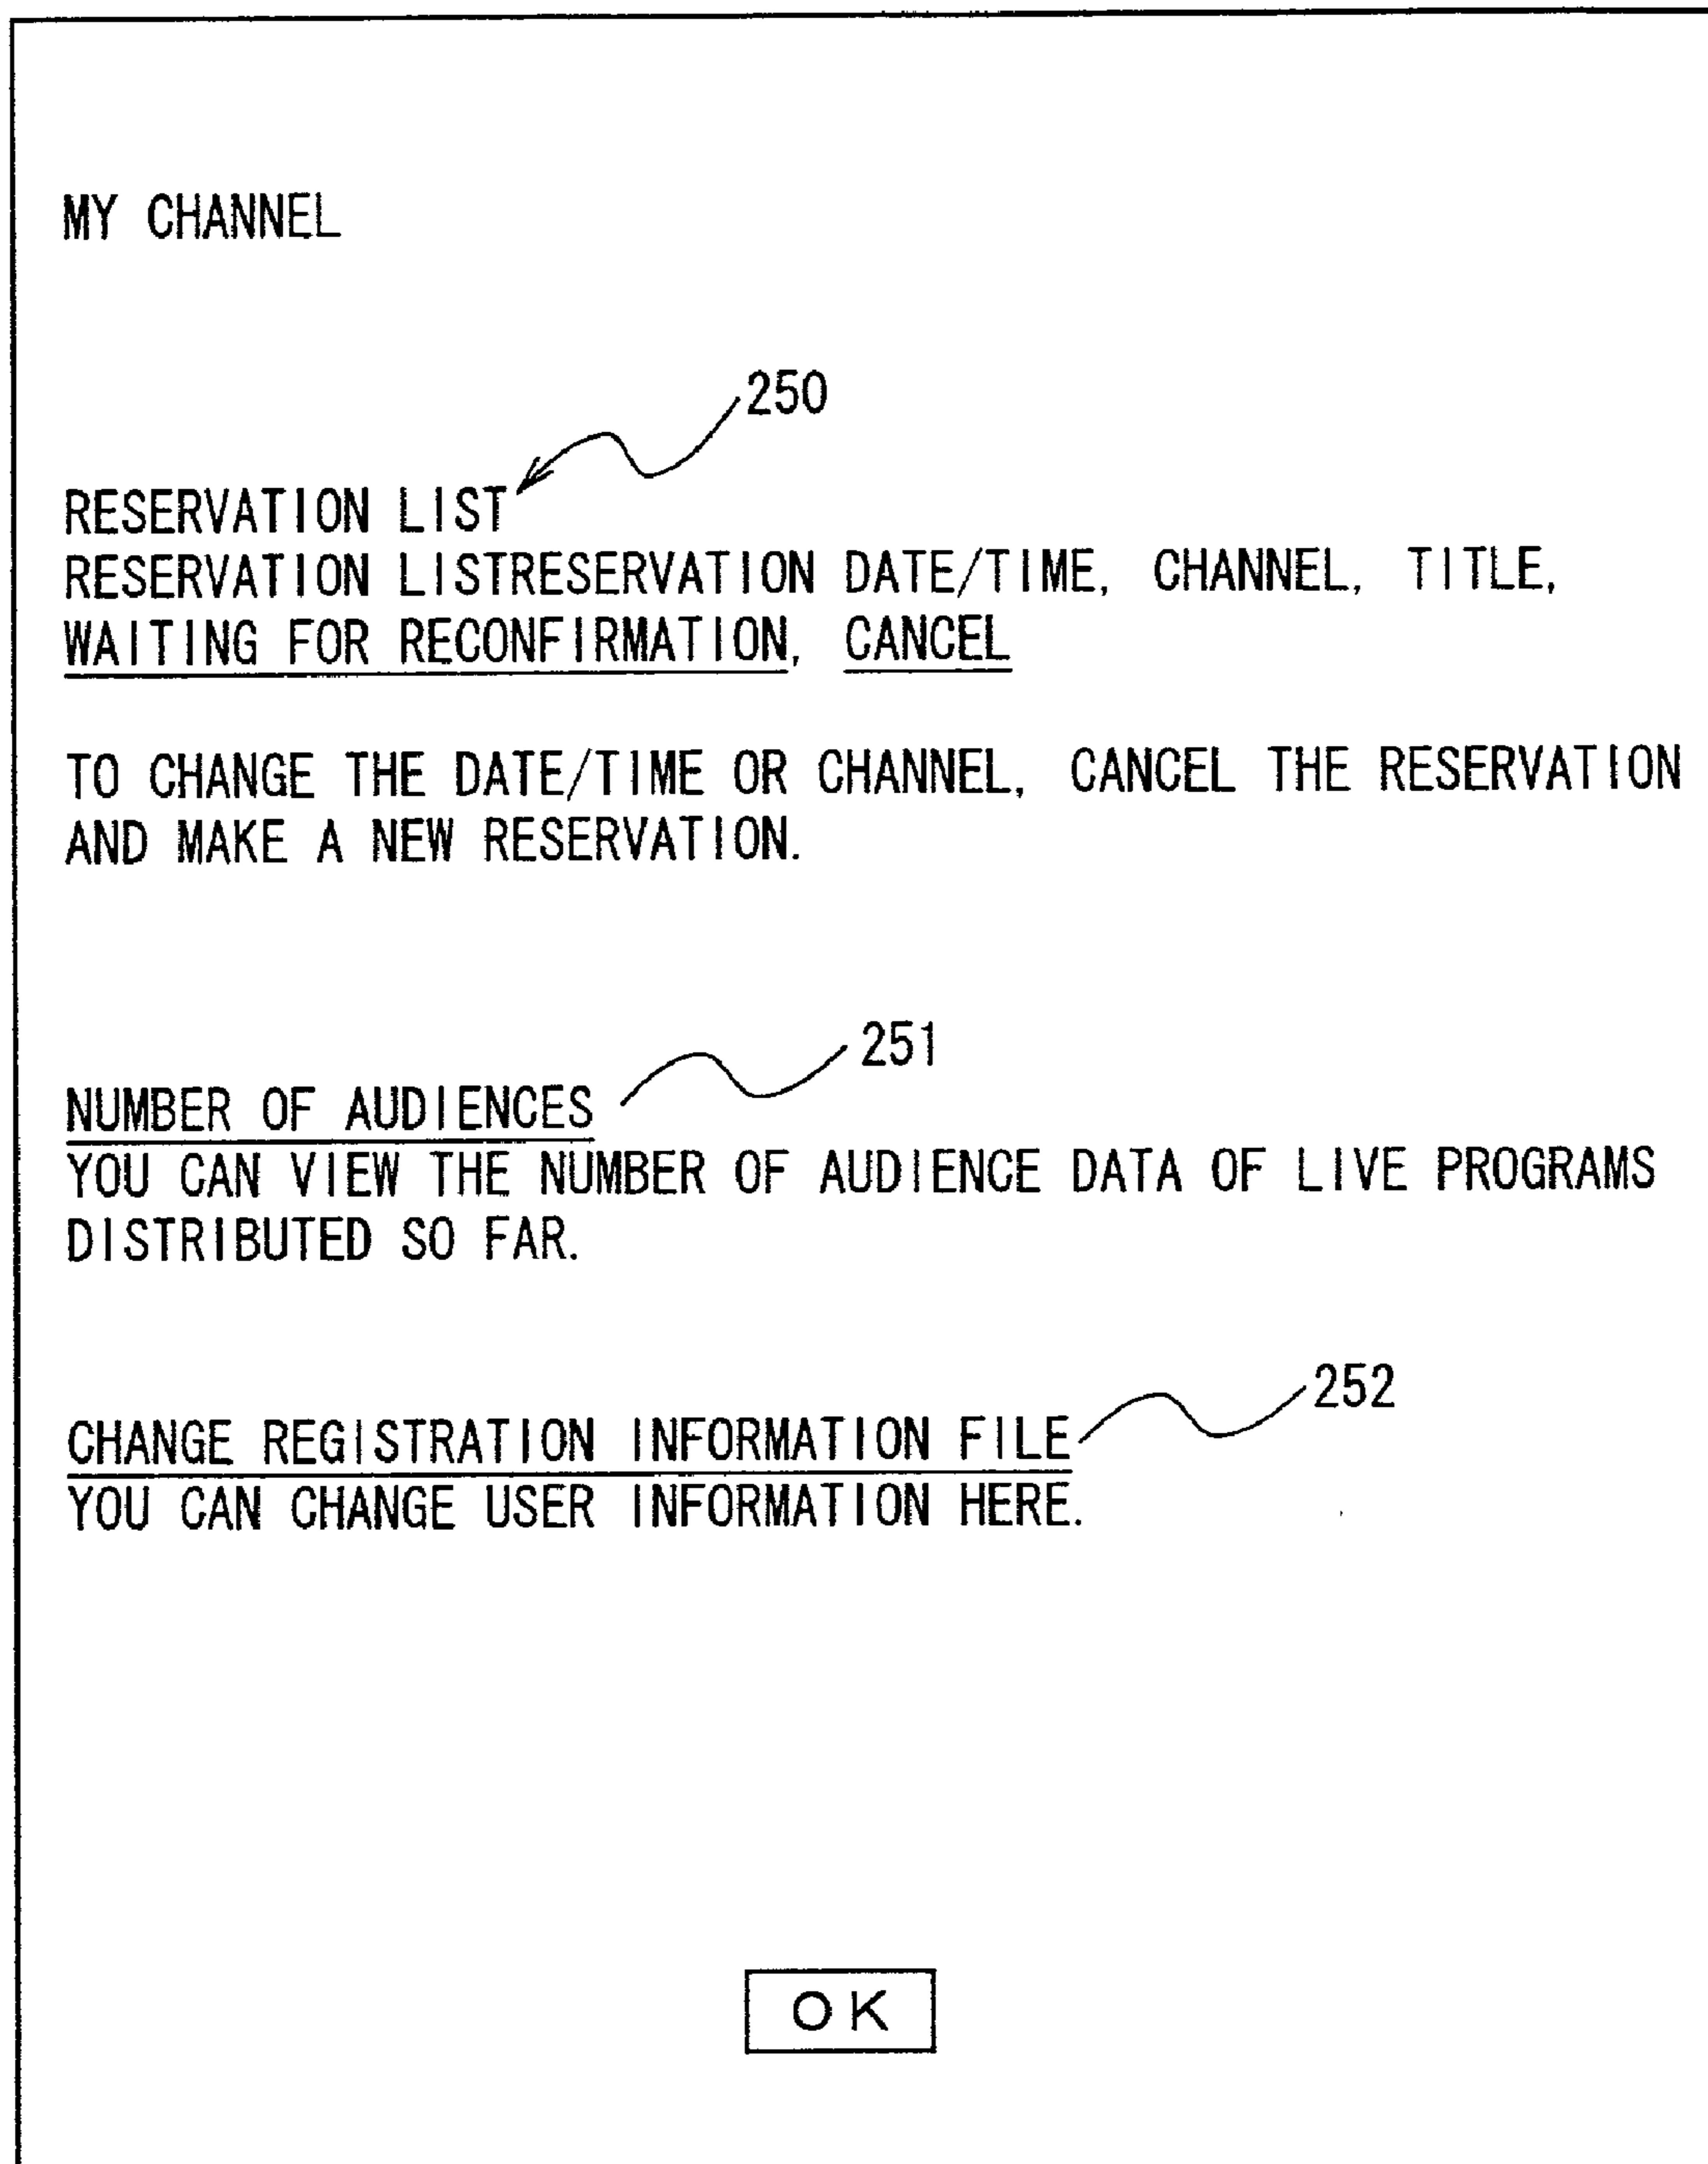 MY CHANNEL
250
RESERVATION LIST
RESERVATION LISTRESERVATION DATE/TIME, CHANNEL, TITLE,
WAITING FOR RECONFIRMATION, CANCEL
TO CHANGE THE DATE/TIME OR CHANNEL, CANCEL THE RESERVATION
AND MAKE A NEW RESERVATION.
251
NUMBER OF AUDIENCES
YOU CAN VIEW THE NUMBER OF AUDIENCE DATA OF LIVE PROGRAMS
DISTRIBUTED SO FAR.
252
CHANGE REGISTRATION INFORMATION FILE
YOU CAN CHANGE USER INFORMATION HERE.
OK